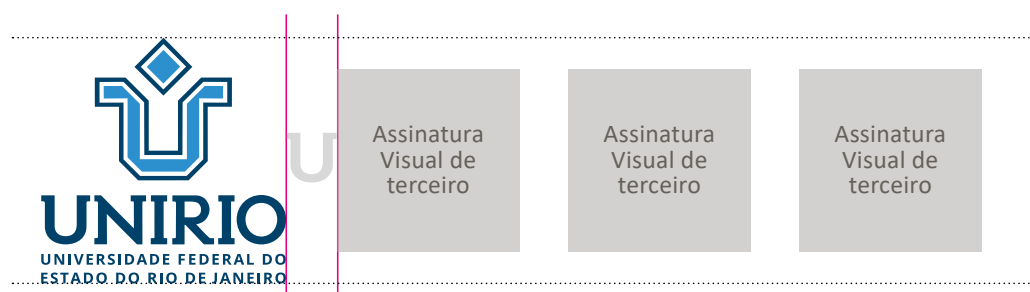 UNIRIO
UNIVERSIDADE FEDERAL DO
ESTADO DO RIO DE JANEIRO
U
Assinatura
Visual de
terceiro
Assinatura
Visual de
terceiro
Assinatura
Visual de
terceiro